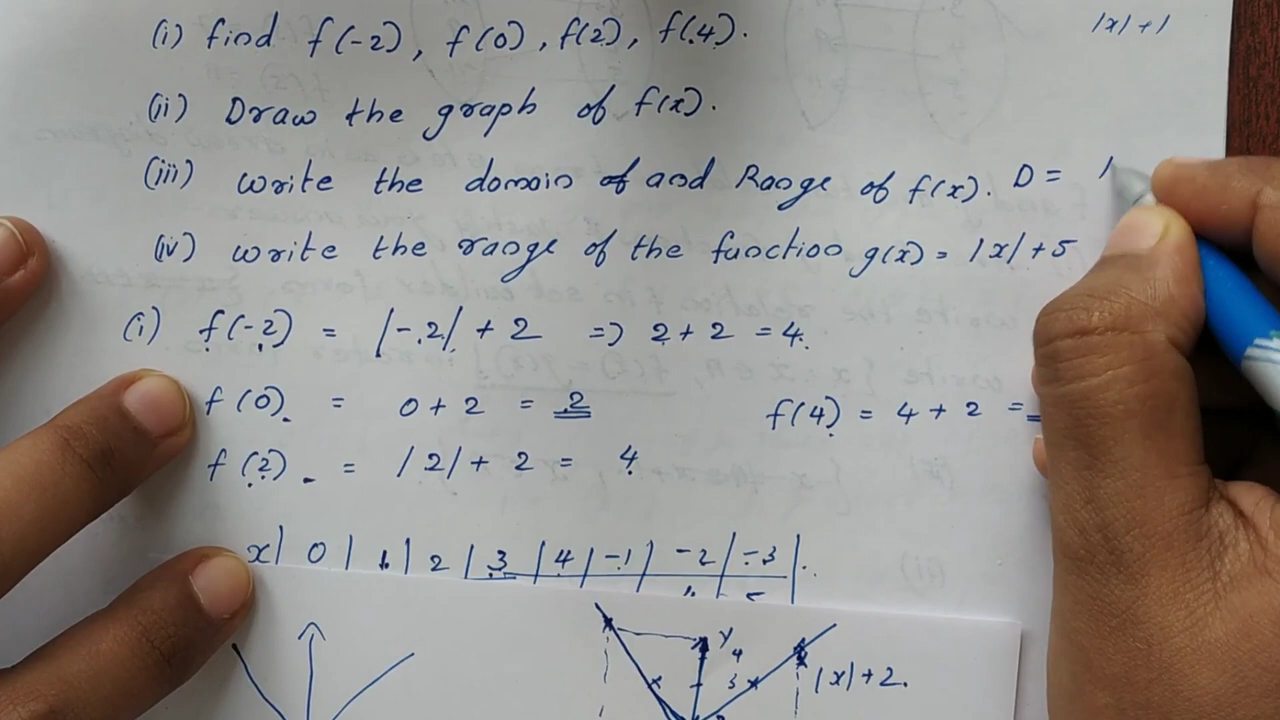 |x|+1
(i) find f(-2), f(0), f(2), f(4).
(ii) Draw the graph of f(x).
(iii) write the domain of and Range of f(x). D =
(iv) write the range of the function g(x) = |x|+5
(i) f(-2) = |-2| + 2 => 2+2 = 4.
f(0) = 0+2 = 2
f(4) = 4+2 =
f(2) = |2|+2 = 4
x| 0 | 1 | 2 | 3 | 4 | -1 | -2 | -3 |
y
4
3
|x|+2.